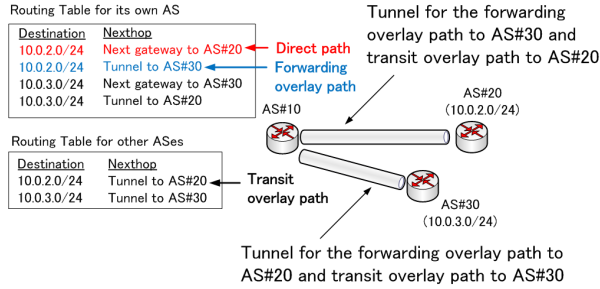 Routing Table for its own AS
Destination Nexthop
10.0.2.0/24 Next gateway to AS#20
10.0.2.0/24 Tunnel to AS#30
10.0.3.0/24 Next gateway to AS#30
10.0.3.0/24 Tunnel to AS#20
Direct path
Forwarding
overlay path
Tunnel for the forwarding
overlay path to AS#30 and
transit overlay path to AS#20
AS#10
AS#20
(10.0.2.0/24)
Routing Table for other ASes
Destination Nexthop
10.0.2.0/24 Tunnel to AS#20
10.0.3.0/24 Tunnel to AS#30
Transit
overlay path
AS#30
(10.0.3.0/24)
Tunnel for the forwarding overlay path to
AS#20 and transit overlay path to AS#30